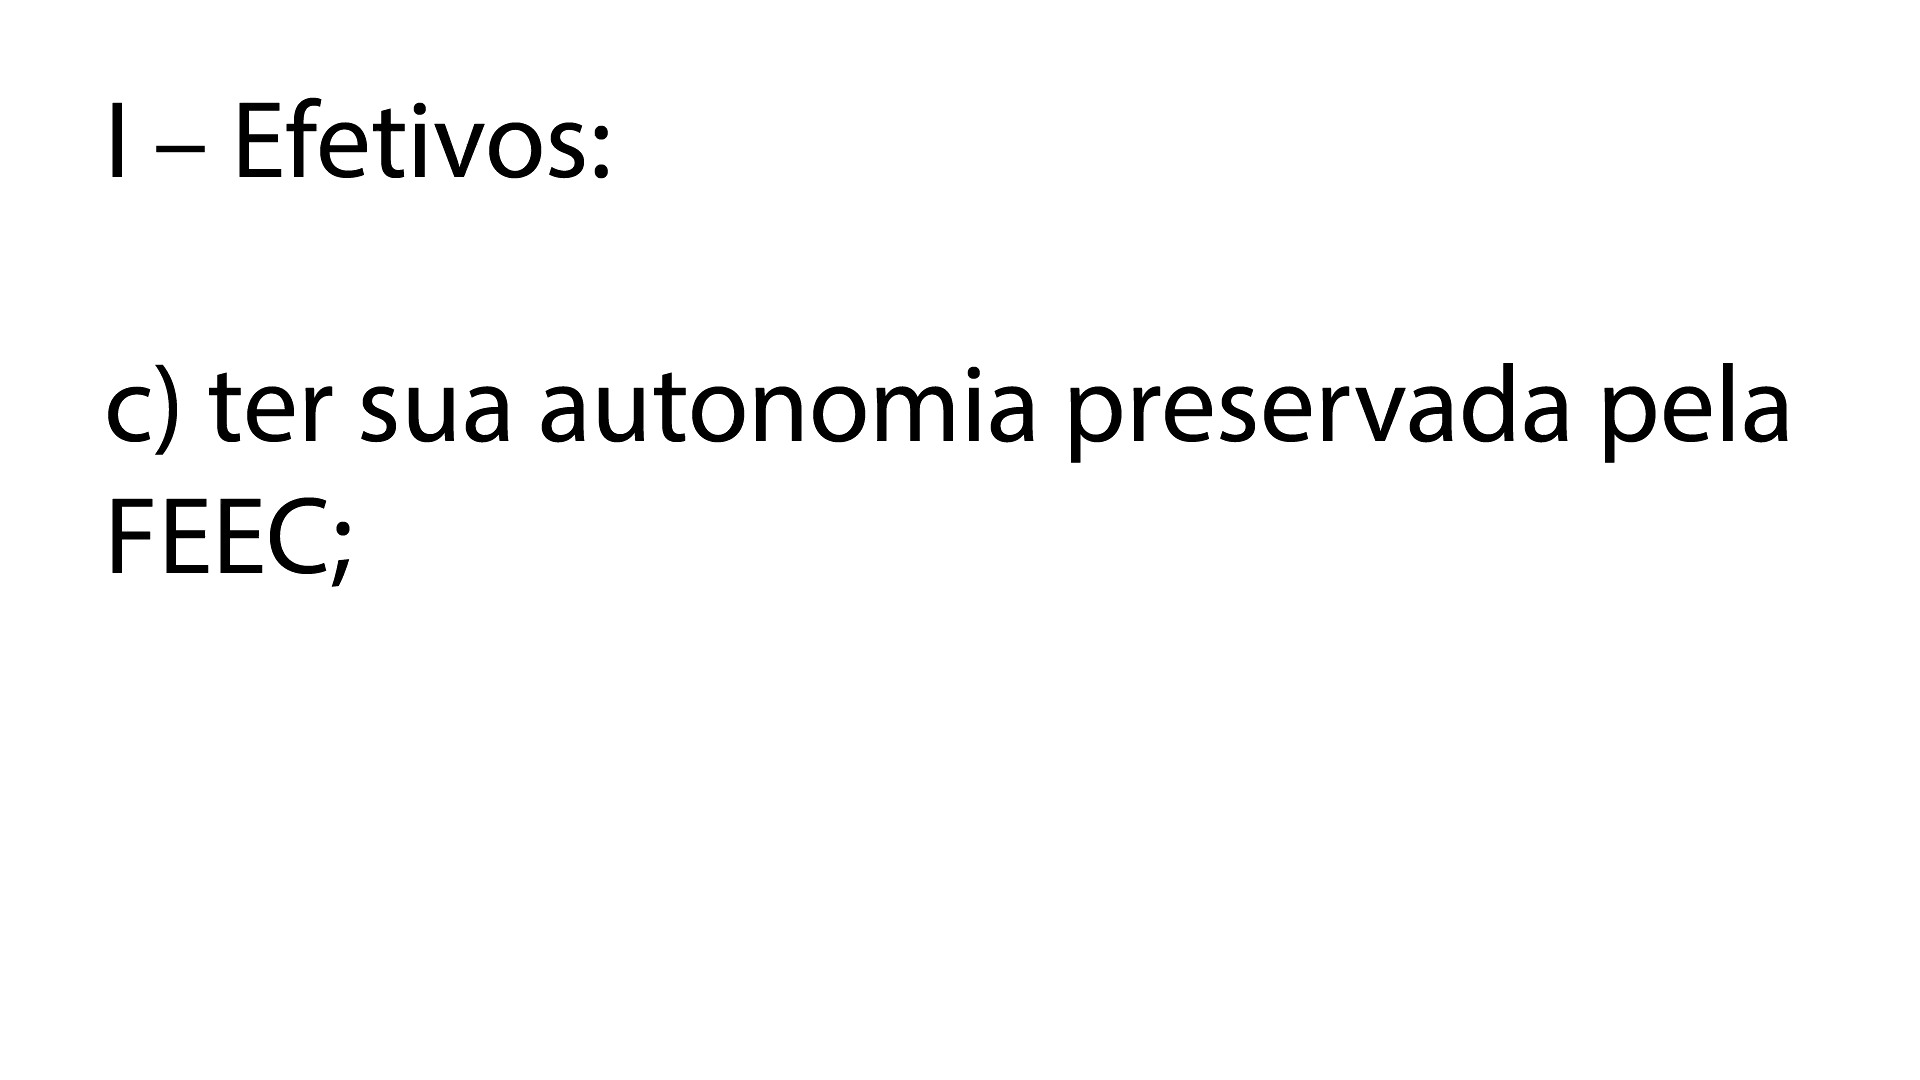 I – Efetivos:
c) ter sua autonomia preservada pela
FEEC;